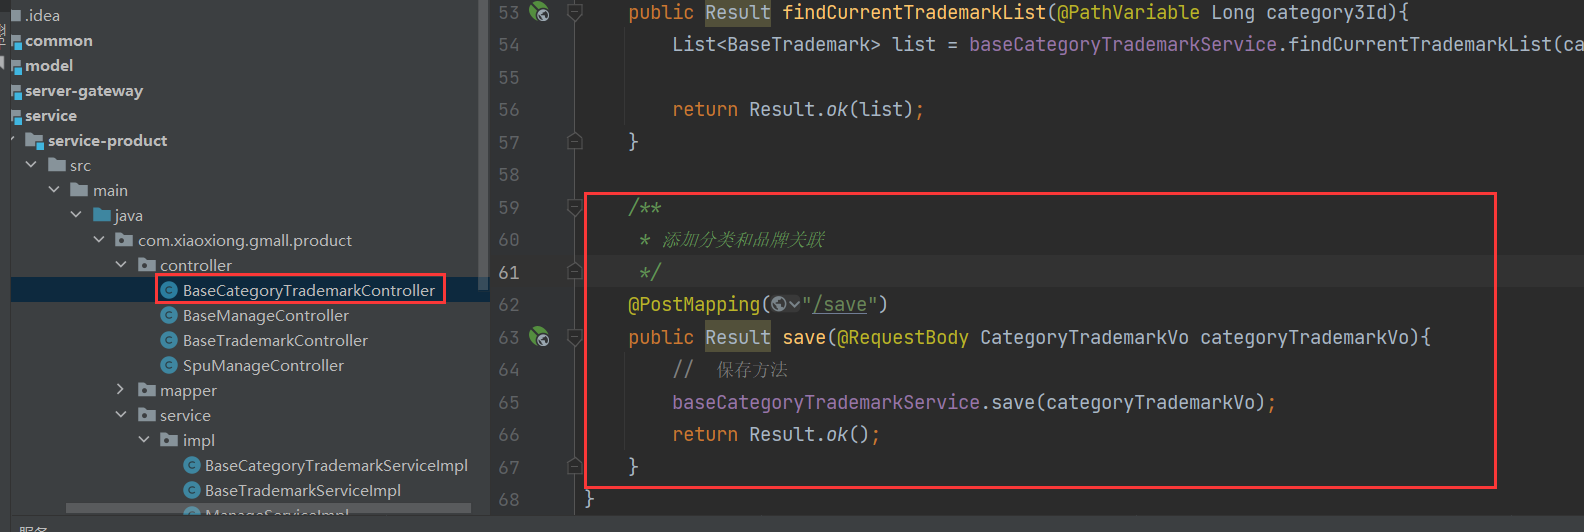 .idea
common
model
server-gateway
service
service-product
src
main
java
com.xiaoxiong.gmall.product
controller
BaseCategoryTrademarkController
BaseManageController
BaseTrademarkController
SpuManageController
mapper
service
impl
BaseCategoryTrademarkServiceImpl
BaseTrademarkServiceImpl
ManageServiceImpl
53 public Result findCurrentTrademarkList(@PathVariable Long category3Id){
54 List<BaseTrademark> list = baseCategoryTrademarkService.findCurrentTrademarkList(ca
55
56 return Result.ok(list);
57 }
58
59 /**
60 * 添加分类和品牌关联
61 */
62 @PostMapping("/save")
63 public Result save(@RequestBody CategoryTrademarkVo categoryTrademarkVo){
64 // 保存方法
65 baseCategoryTrademarkService.save(categoryTrademarkVo);
66 return Result.ok();
67 }
68 }
服务